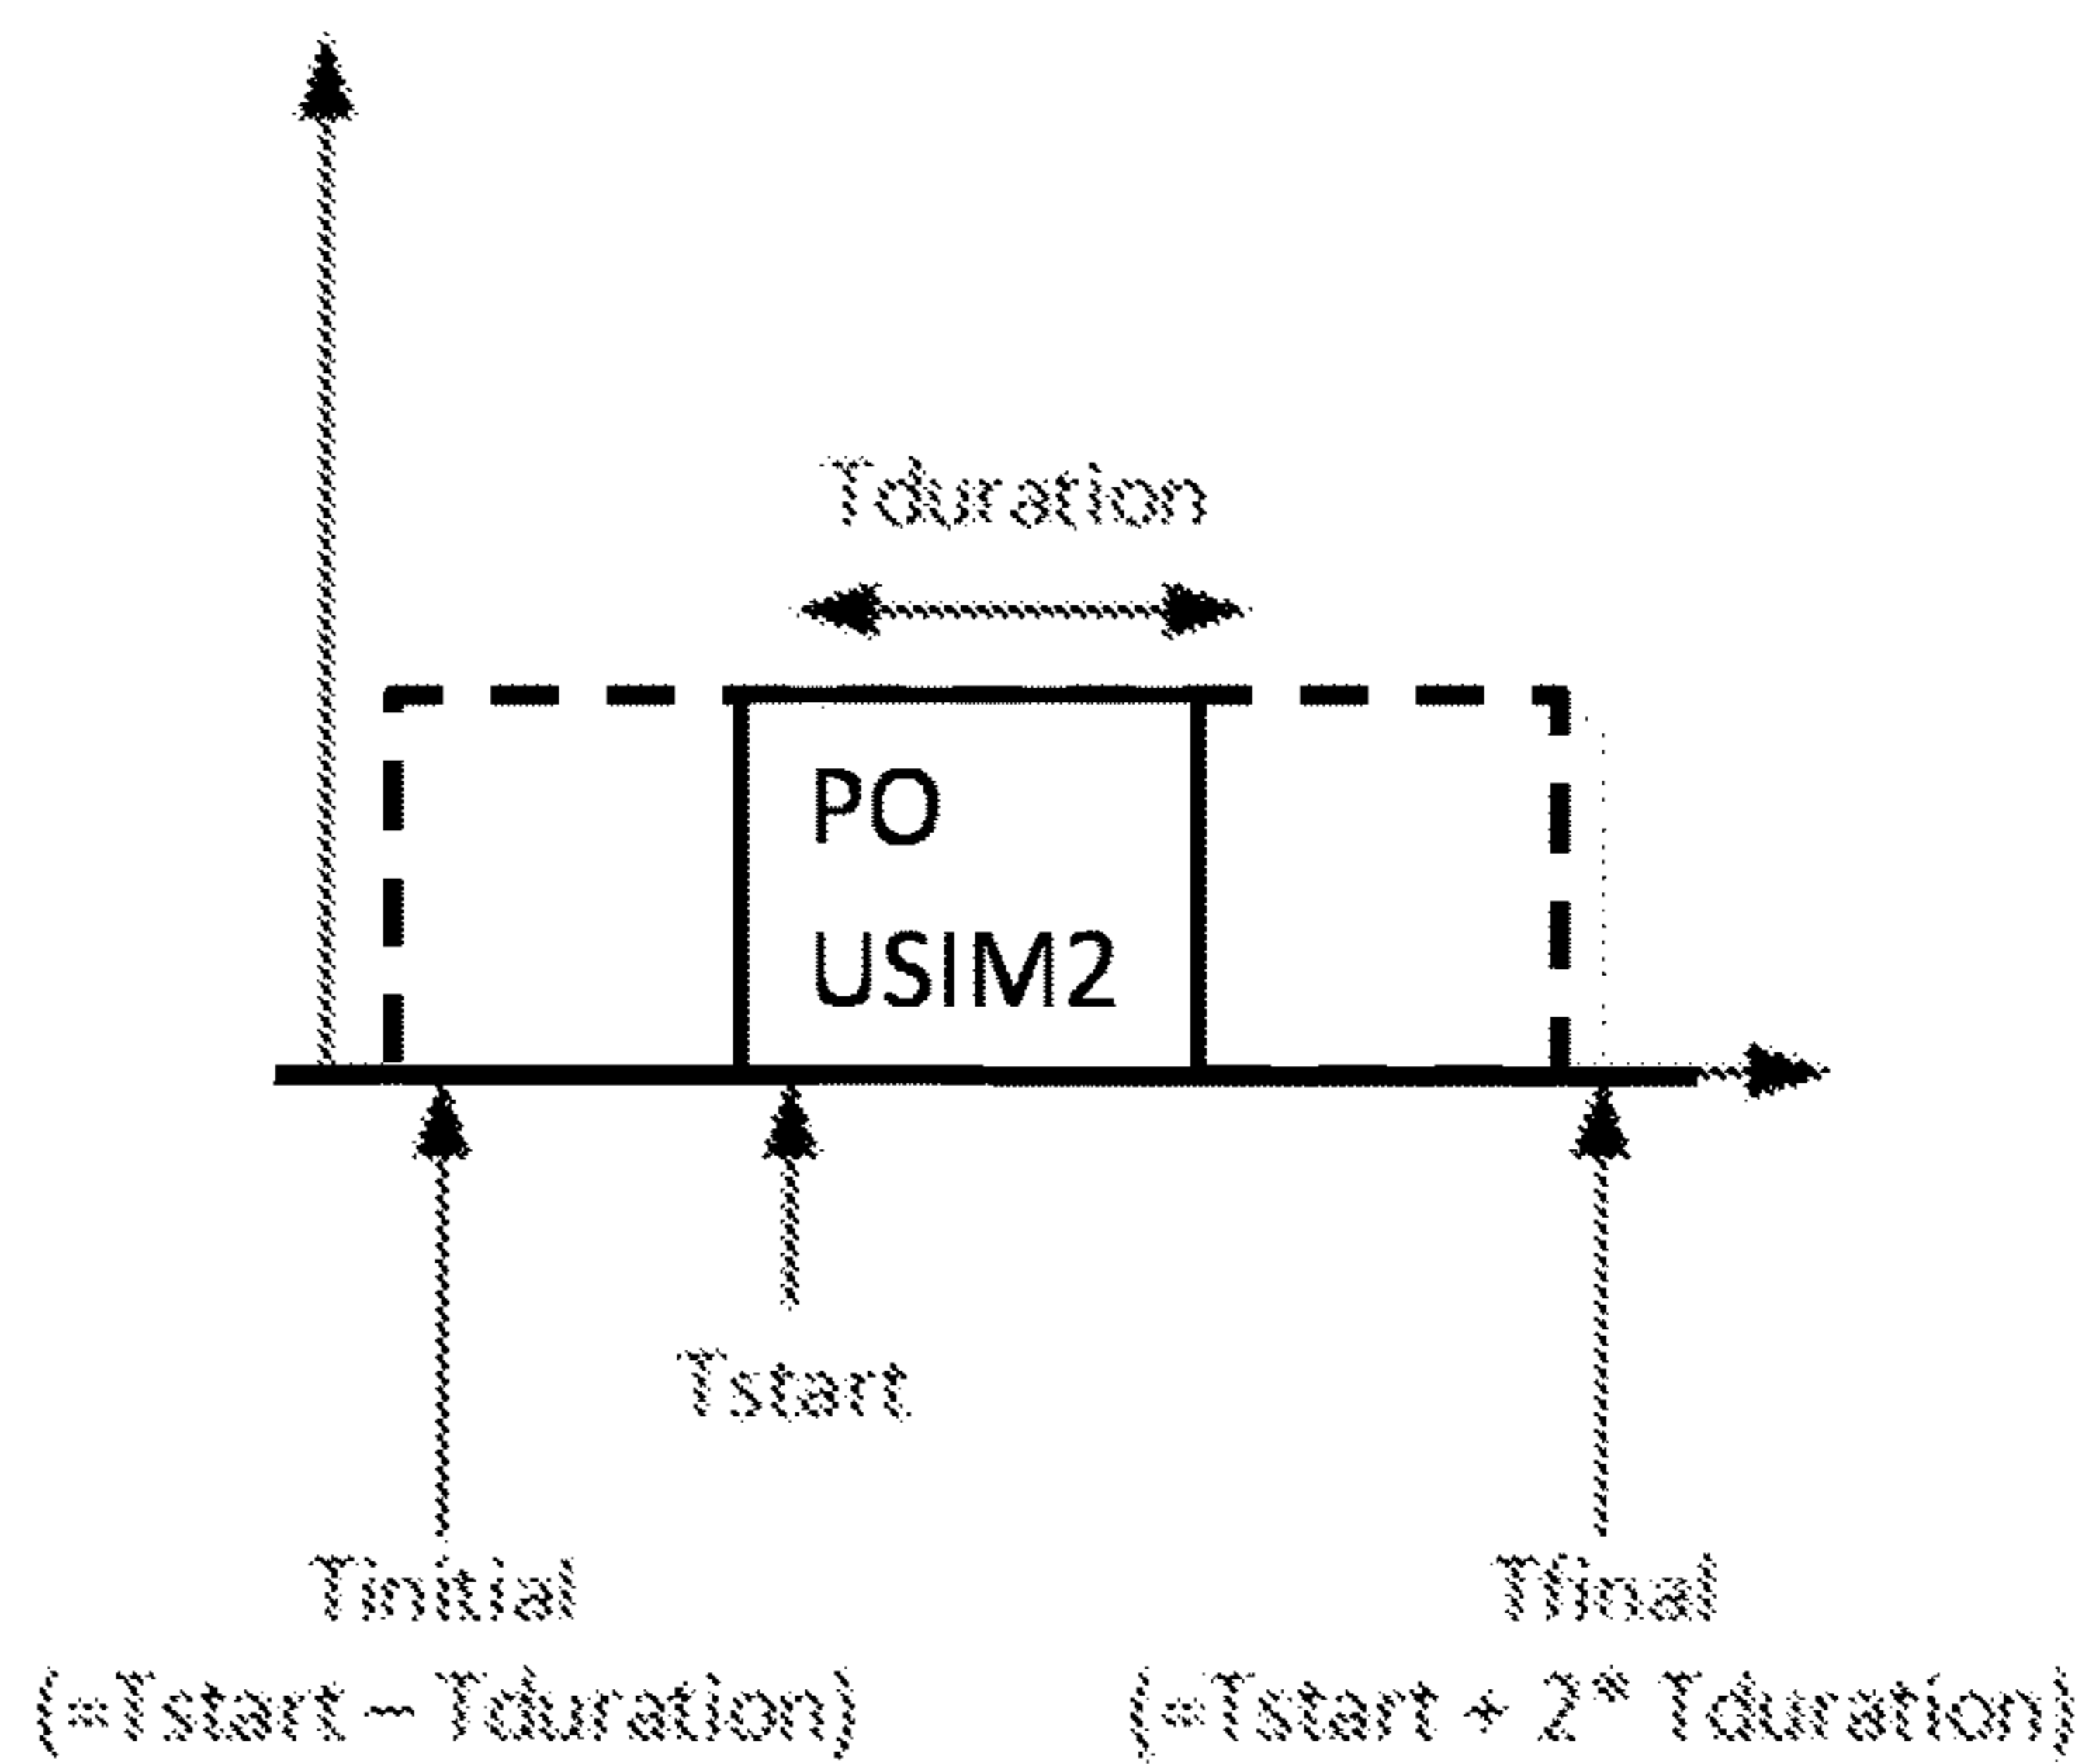 Tduration
PO
USIM2
Tstart
Tinitial
Tfinal
(=Tstart – Tduration)
(=Tstart + 2* Tduration)